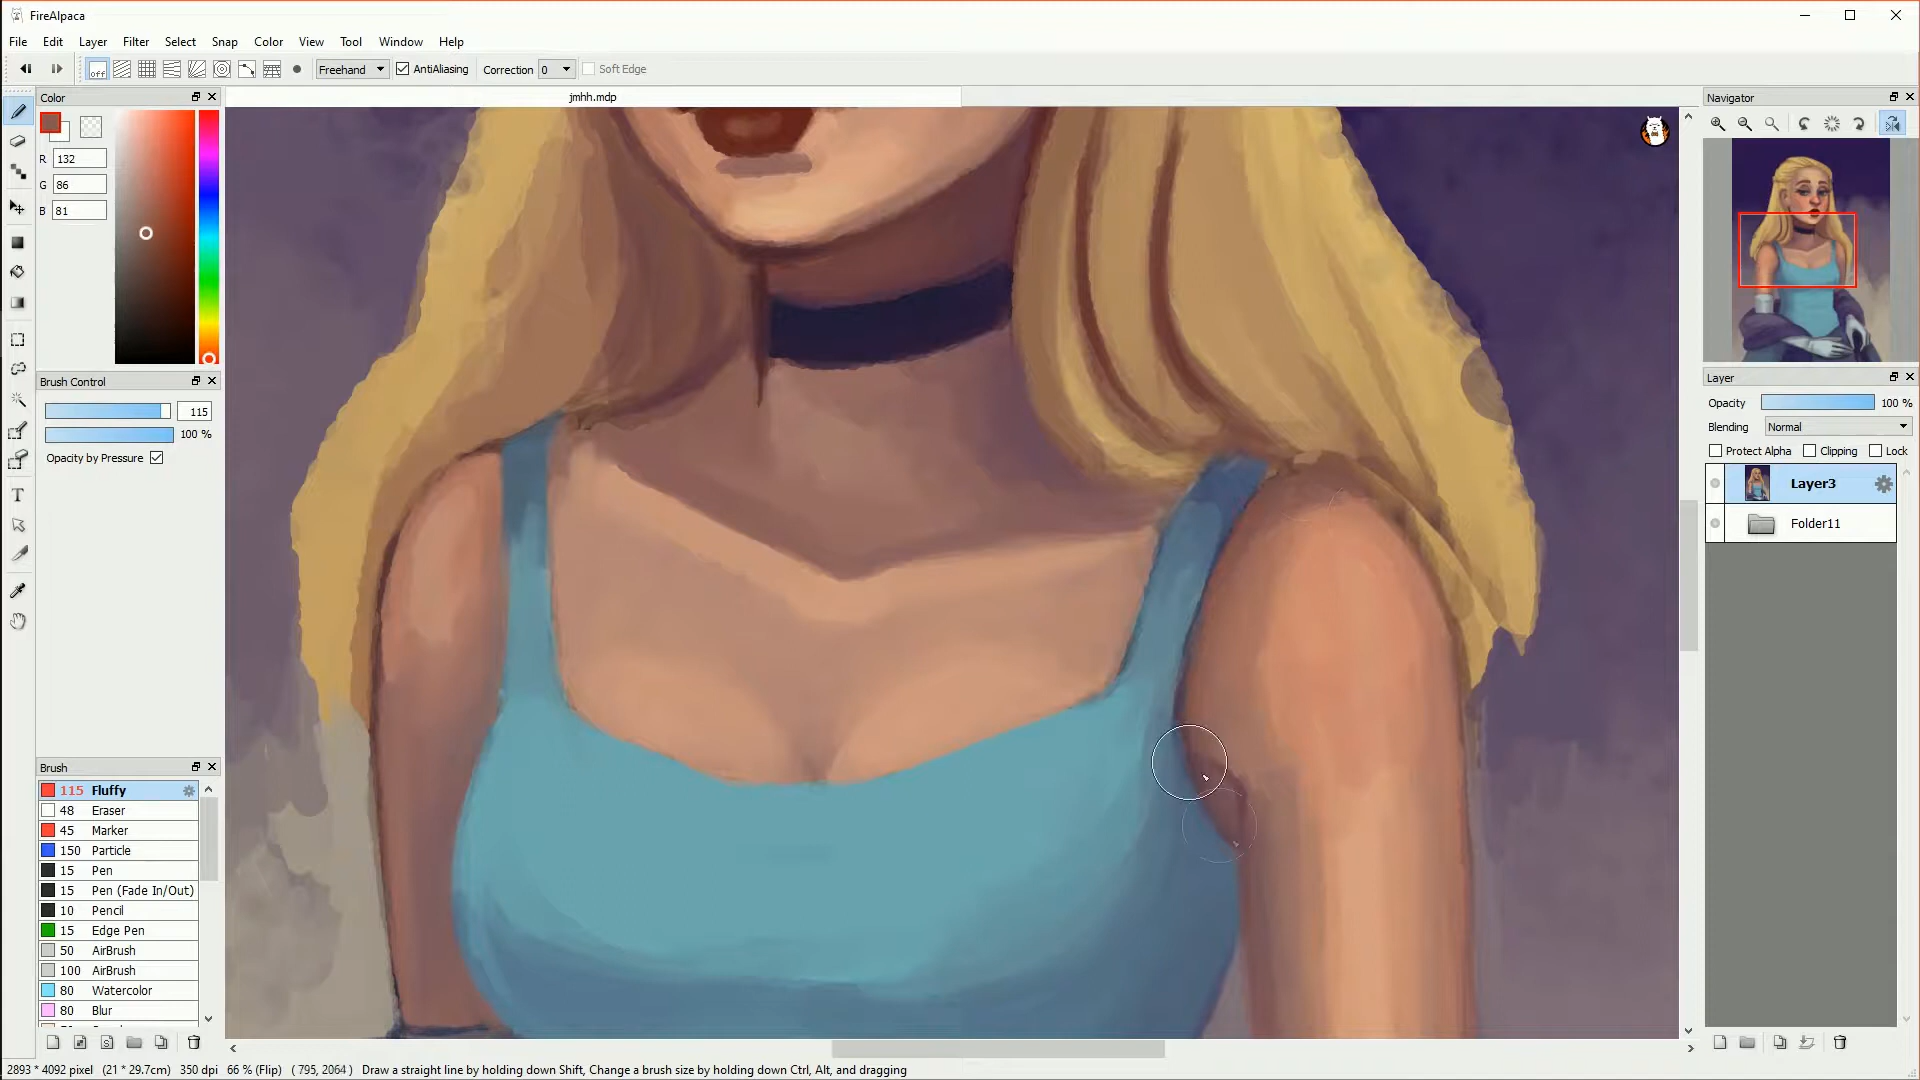 FireAlpaca
File Edit Layer Filter Select Snap Color View Tool Window Help
off Freehand AntiAliasing Correction 0 Soft Edge
Color
R 132
G 86
B 81
Brush Control
115
100 %
Opacity by Pressure
Brush
115 Fluffy
48 Eraser
45 Marker
150 Particle
15 Pen
15 Pen (Fade In/Out)
10 Pencil
15 Edge Pen
50 AirBrush
100 AirBrush
80 Watercolor
80 Blur
jmhh.mdp
Navigator
Layer
Opacity 100 %
Blending Normal
Protect Alpha Clipping Lock
Layer3
Folder11
2893 * 4092 pixel (21 * 29.7cm) 350 dpi 66 % (Flip) ( 795, 2064 ) Draw a straight line by holding down Shift, Change a brush size by holding down Ctrl, Alt, and dragging